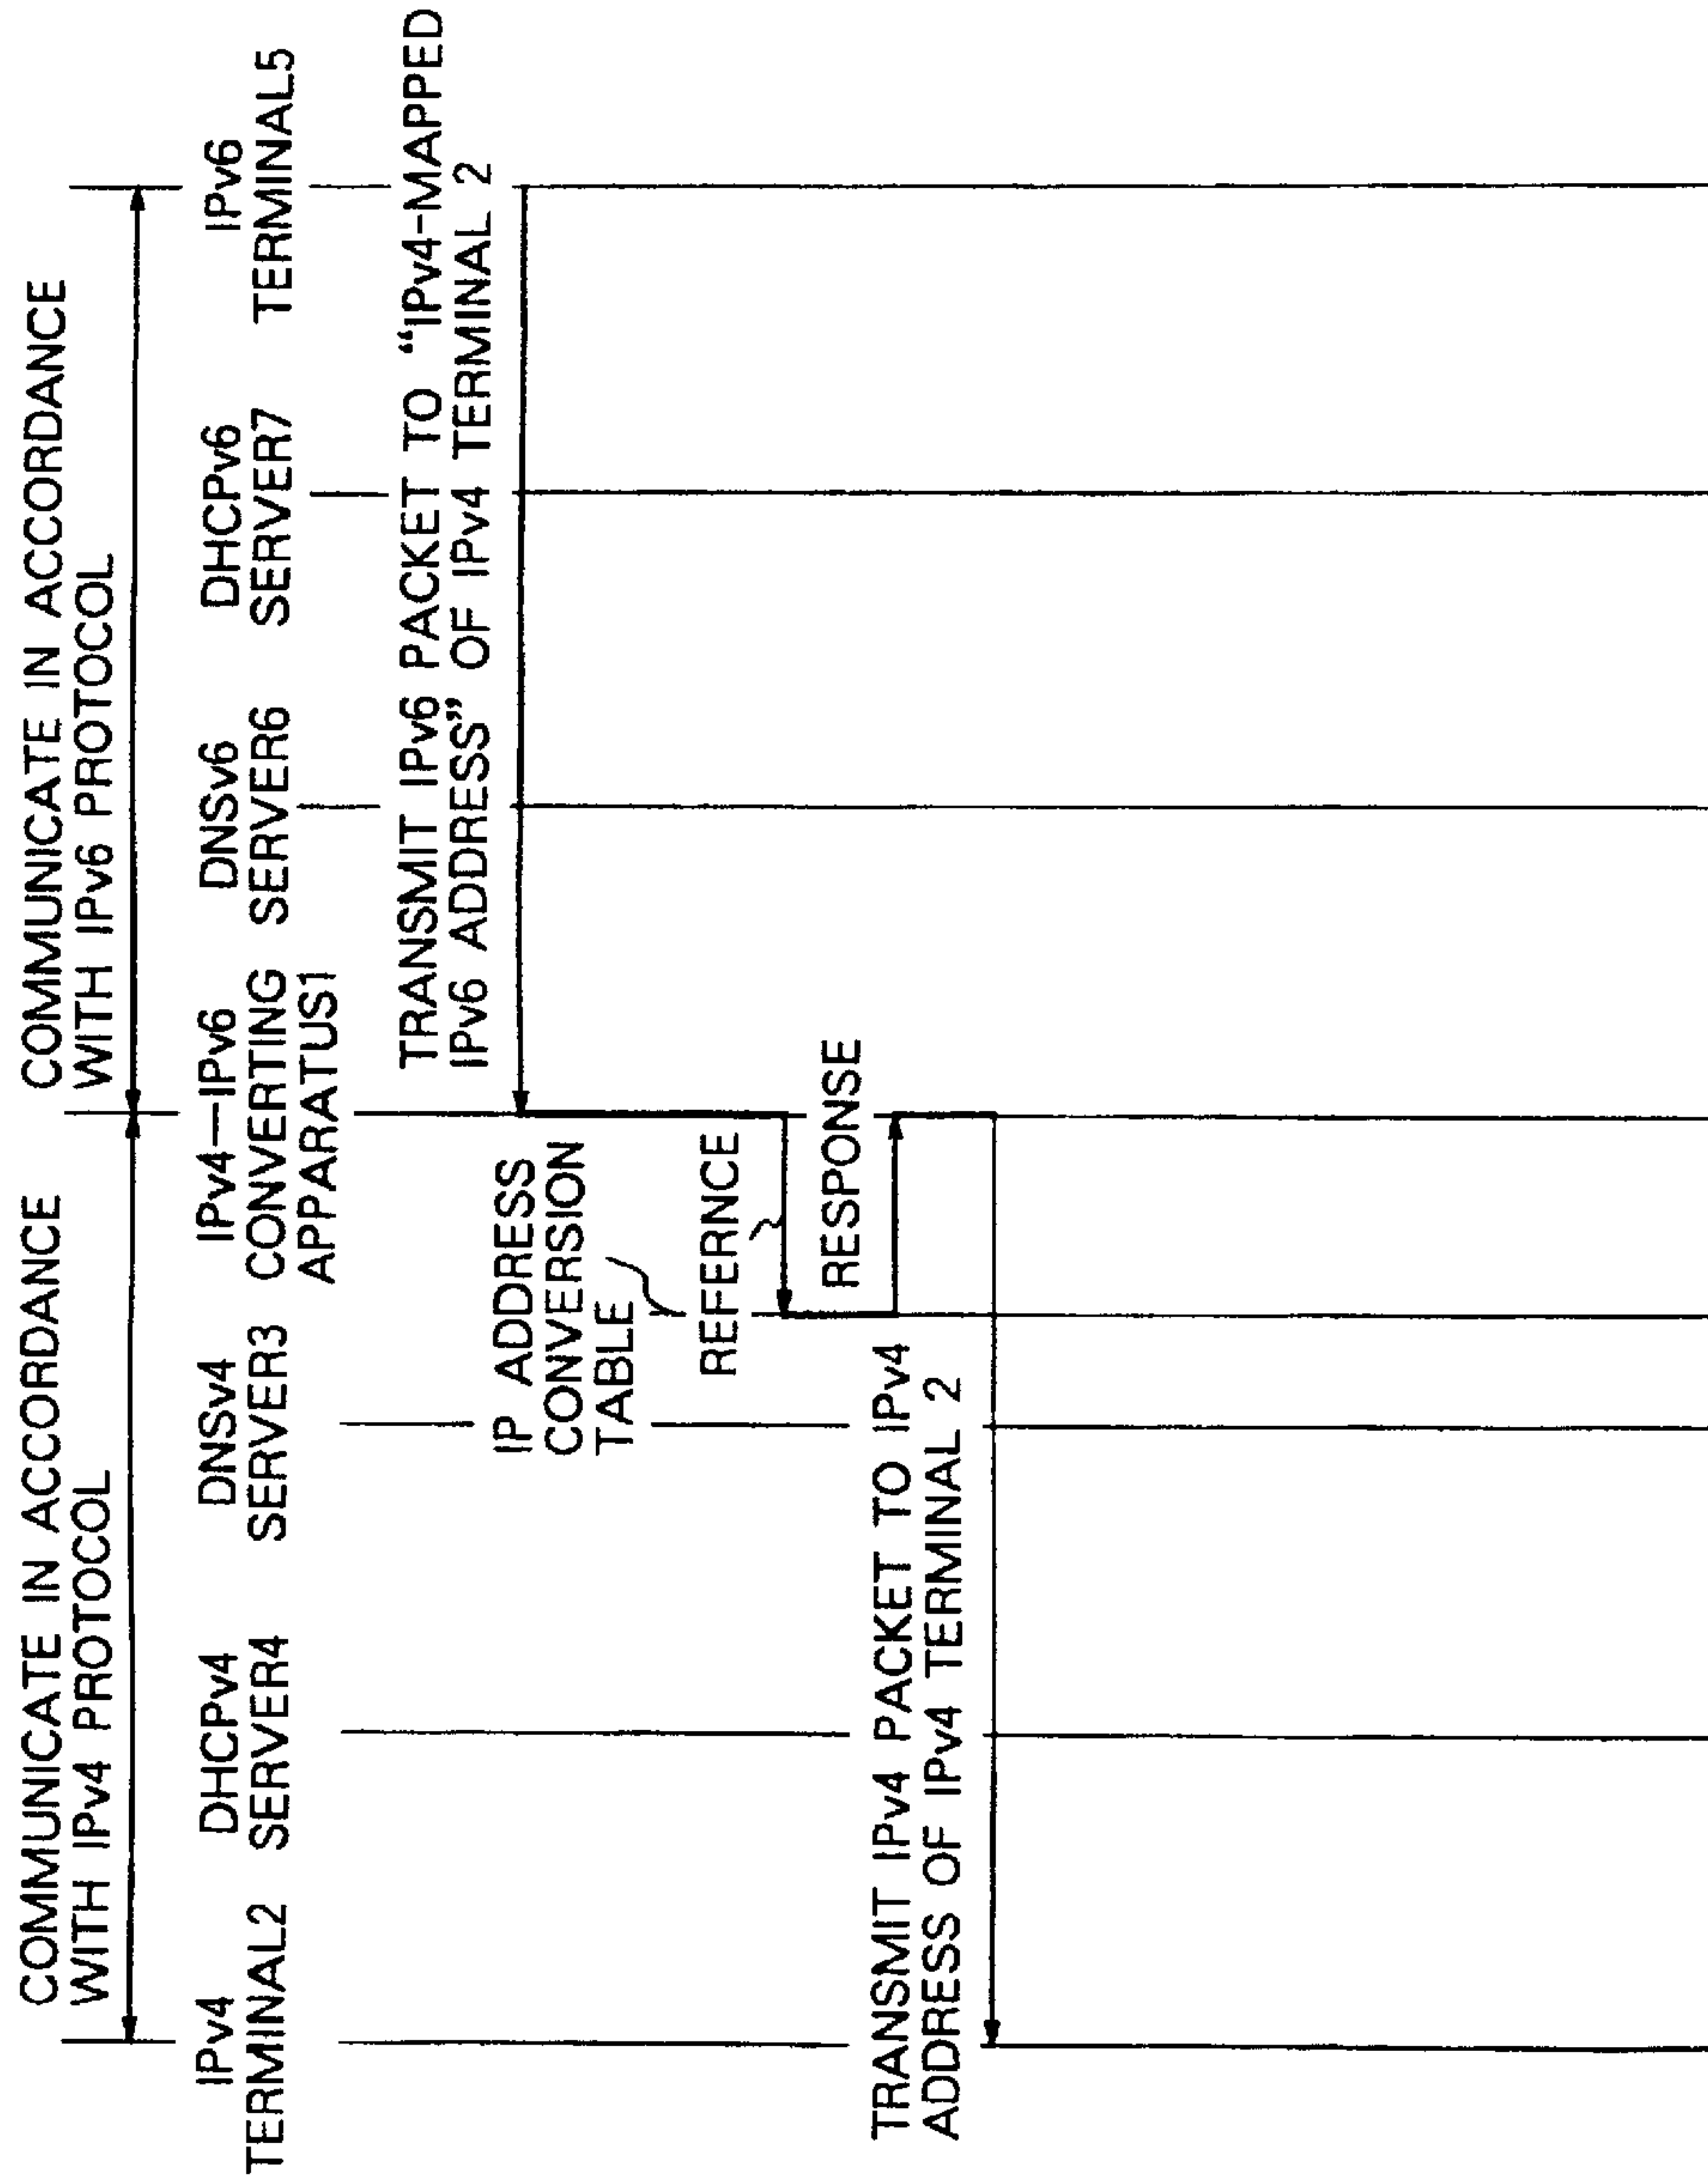 COMMUNICATE IN ACCORDANCE
WITH IPv4 PROTOCOL
COMMUNICATE IN ACCORDANCE
WITH IPv6 PROTOCOL
IPv4
TERMINAL2
DHCPv4
SERVER4
DNSv4
SERVER3
IPv4—IPv6
CONVERTING
APPARATUS1
DNSv6
SERVER6
DHCPv6
SERVER7
IPv6
TERMINAL5
TRANSMIT IPv6 PACKET TO “IPv4-MAPPED
IPv6 ADDRESS” OF IPv4 TERMINAL 2
IP ADDRESS
CONVERSION
TABLE
REFERNCE
RESPONSE
TRANSMIT IPv4 PACKET TO IPv4
ADDRESS OF IPv4 TERMINAL 2